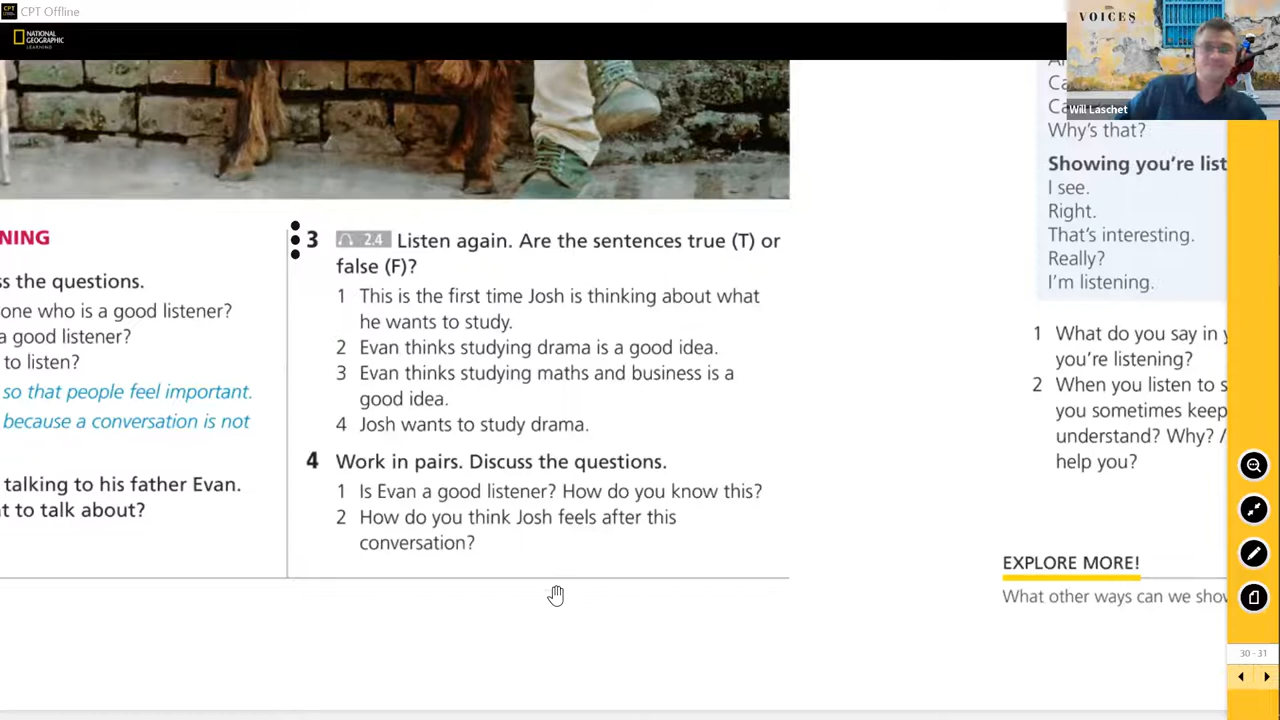 CPT Offline
NATIONAL
GEOGRAPHIC
LEARNING
VOICES
Will Laschet
Why's that?
Showing you're list
I see.
Right.
That's interesting.
Really?
I'm listening.
NING
s the questions.
one who is a good listener?
a good listener?
to listen?
so that people feel important.
because a conversation is not
talking to his father Evan.
t to talk about?
3 2.4 Listen again. Are the sentences true (T) or
false (F)?
1 This is the first time Josh is thinking about what
he wants to study.
2 Evan thinks studying drama is a good idea.
3 Evan thinks studying maths and business is a
good idea.
4 Josh wants to study drama.
4 Work in pairs. Discuss the questions.
1 Is Evan a good listener? How do you know this?
2 How do you think Josh feels after this
conversation?
1 What do you say in y
you're listening?
2 When you listen to s
you sometimes keep
understand? Why? /
help you?
EXPLORE MORE!
What other ways can we show
30 - 31